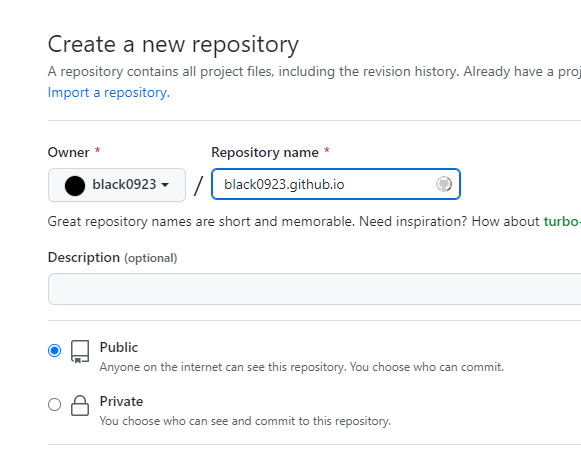 Create a new repository
A repository contains all project files, including the revision history. Already have a
Import a repository.
Owner * Repository name *
black0923 / black0923.github.io
Great repository names are short and memorable. Need inspiration? How about turbo-
Description (optional)
Public
Anyone on the internet can see this repository. You choose who can commit.
Private
You choose who can see and commit to this repository.